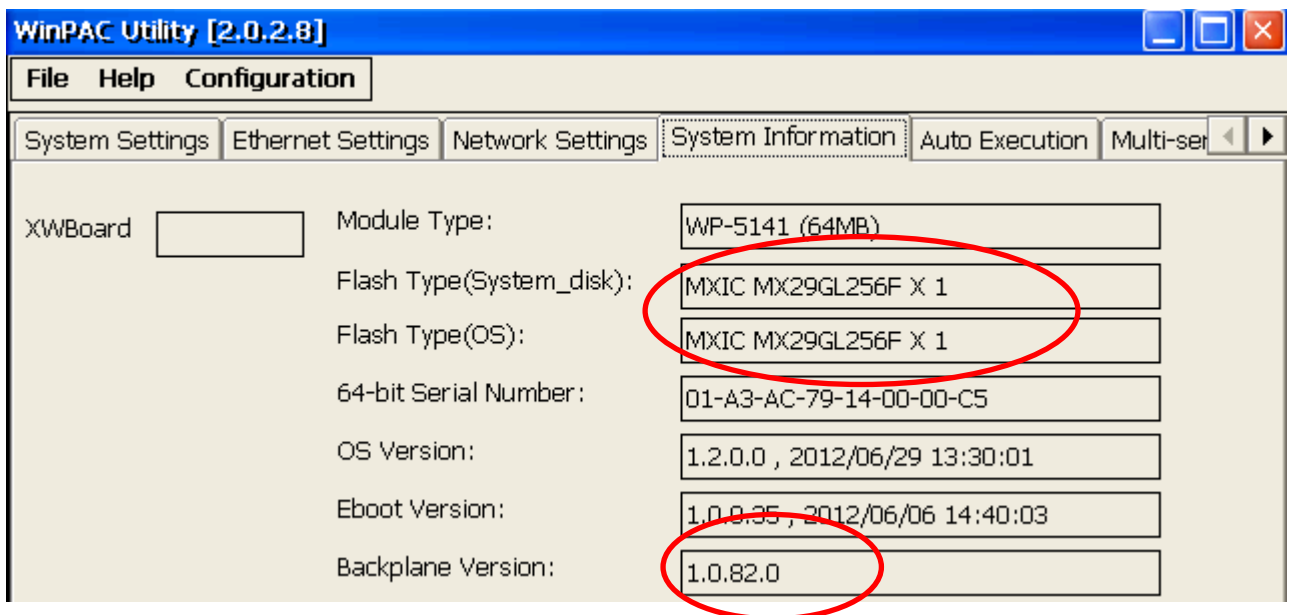 WinPAC Utility [2.0.2.8]
File Help Configuration
System Settings Ethernet Settings Network Settings System Information Auto Execution Multi-ser
XWBoard
Module Type: WP-5141 (64MB)
Flash Type(System_disk): MXIC MX29GL256F X 1
Flash Type(OS): MXIC MX29GL256F X 1
64-bit Serial Number: 01-A3-AC-79-14-00-00-C5
OS Version: 1.2.0.0 , 2012/06/29 13:30:01
Eboot Version: 1.0.0.35 , 2012/06/06 14:40:03
Backplane Version: 1.0.82.0